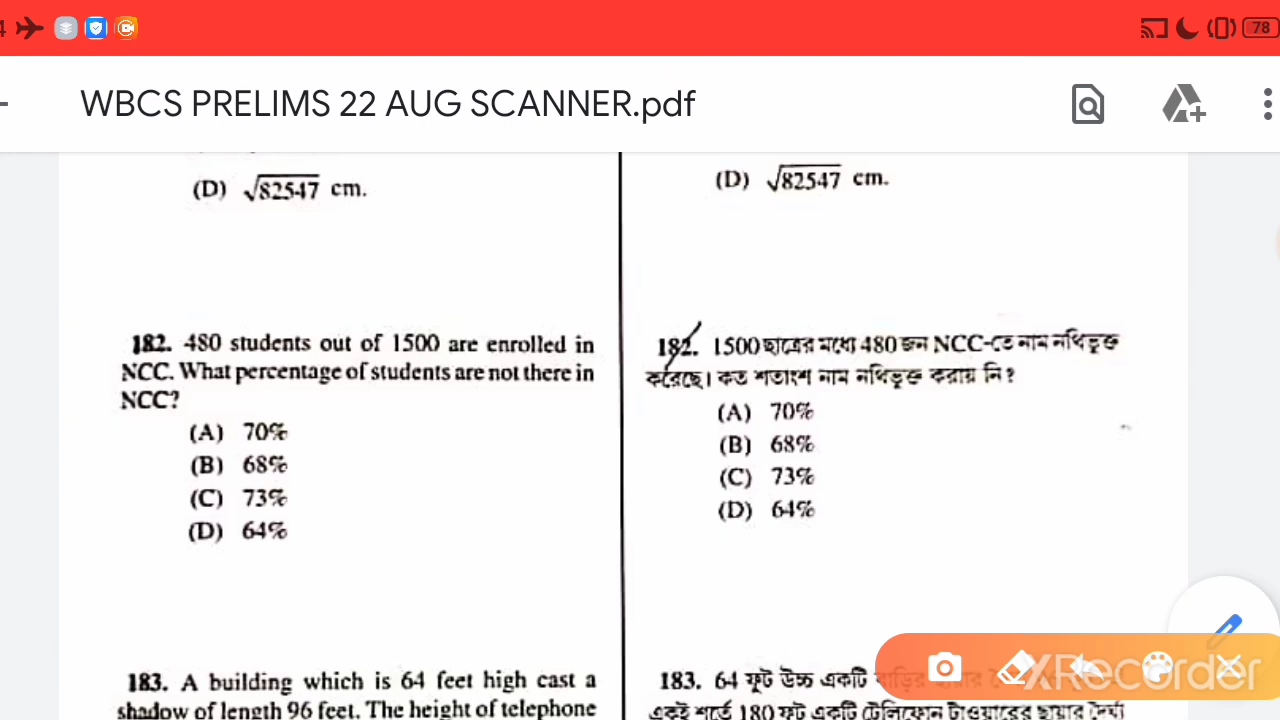 4
78
WBCS PRELIMS 22 AUG SCANNER.pdf
(D) √82547 cm.
182. 480 students out of 1500 are enrolled in
NCC. What percentage of students are not there in
NCC?
(A) 70%
(B) 68%
(C) 73%
(D) 64%
183. A building which is 64 feet high cast a
shadow of length 96 feet. The height of telephone
(D) √82547 cm.
182. 1500 ছাত্রের মধ্যে 480 জন NCC-তে নাম নথিভুক্ত
করেছে। কত শতাংশ নাম নথিভুক্ত করায় নি?
(A) 70%
(B) 68%
(C) 73%
(D) 64%
183. 64 ফুট উচ্চ একটি বাড়ির ছায়ার
একই শর্তে 180 ফুট একটি টেলিফোন টাওয়ারের ছায়ার দৈর্ঘ্য
XRecorder